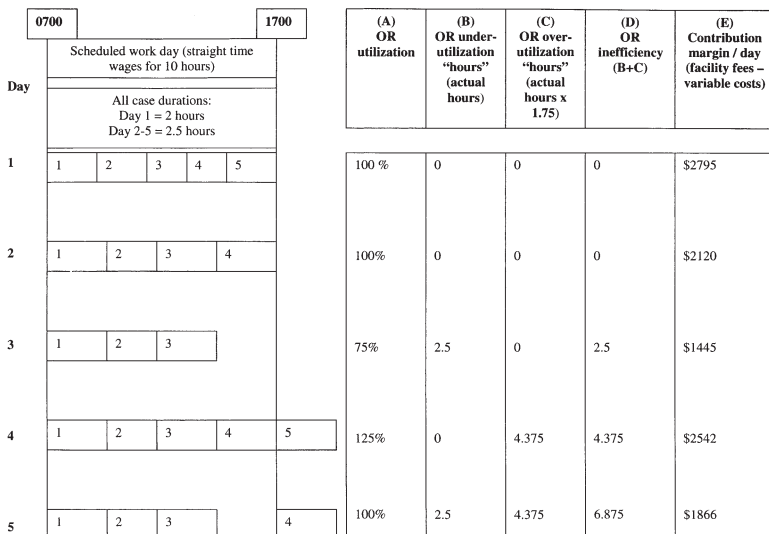 0700 1700
Scheduled work day (straight time
wages for 10 hours)
Day
All case durations:
Day 1 = 2 hours
Day 2-5 = 2.5 hours
(A)
OR
utilization
(B)
OR under-
utilization
“hours”
(actual
hours)
(C)
OR over-
utilization
“hours”
(actual
hours x
1.75)
(D)
OR
inefficiency
(B+C)
(E)
Contribution
margin / day
(facility fees –
variable costs)
1 1 2 3 4 5 100 % 0 0 0 $2795
2 1 2 3 4 100% 0 0 0 $2120
3 1 2 3 75% 2.5 0 2.5 $1445
4 1 2 3 4 5 125% 0 4.375 4.375 $2542
5 1 2 3 4 100% 2.5 4.375 6.875 $1866